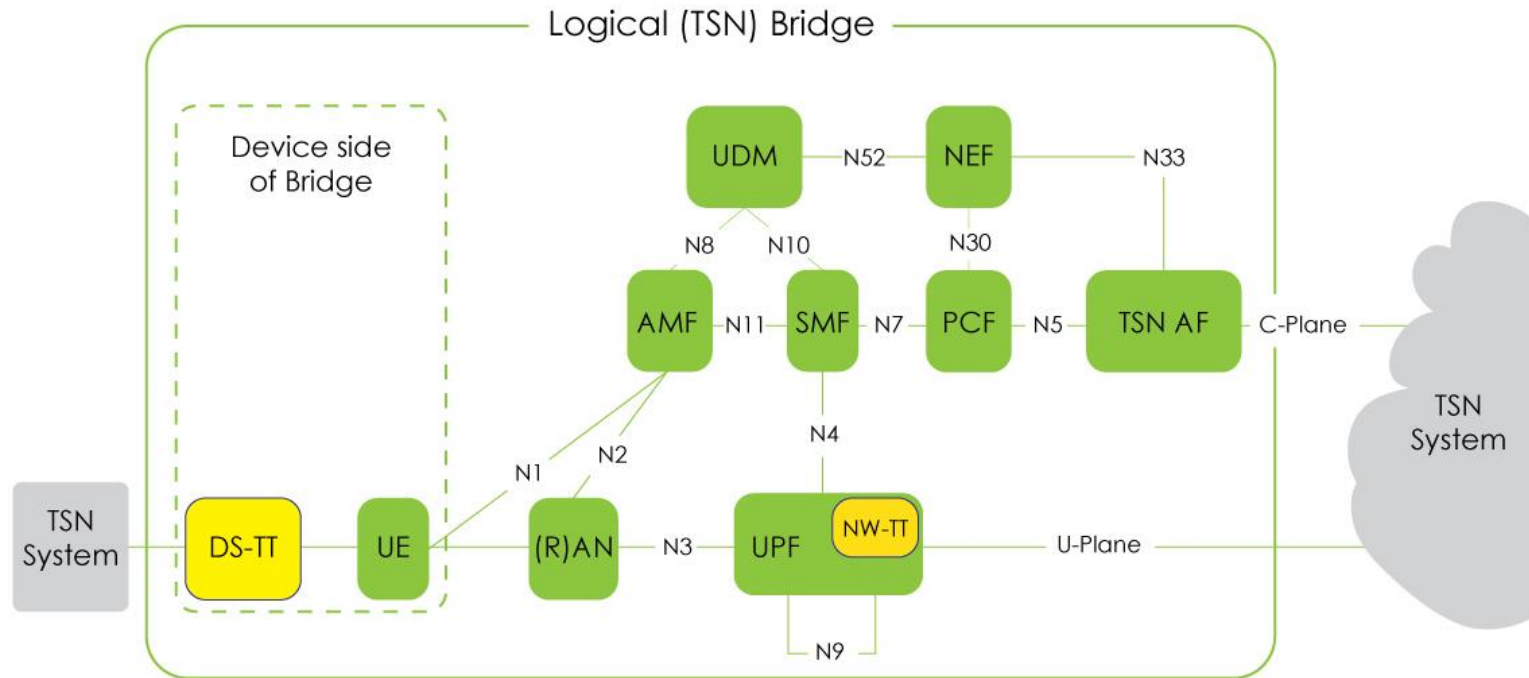 Logical (TSN) Bridge
Device side
of Bridge
UDM
N52
NEF
N33
N8
N10
N30
AMF
N11
SMF
N7
PCF
N5
TSN AF
C-Plane
TSN
System
N4
N1
N2
TSN
System
DS-TT
UE
(R)AN
N3
UPF
NW-TT
U-Plane
N9